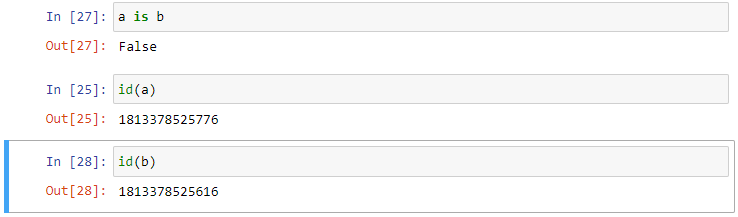 In [27]: a is b
Out[27]: False
In [25]: id(a)
Out[25]: 1813378525776
In [28]: id(b)
Out[28]: 1813378525616